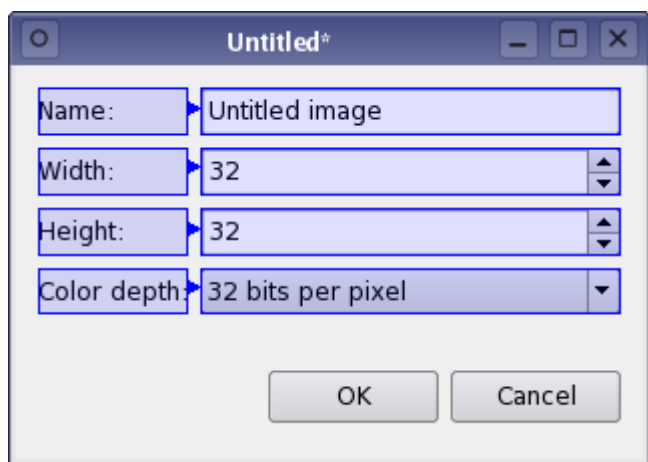 Untitled*
Name: Untitled image
Width: 32
Height: 32
Color depth: 32 bits per pixel
OK Cancel